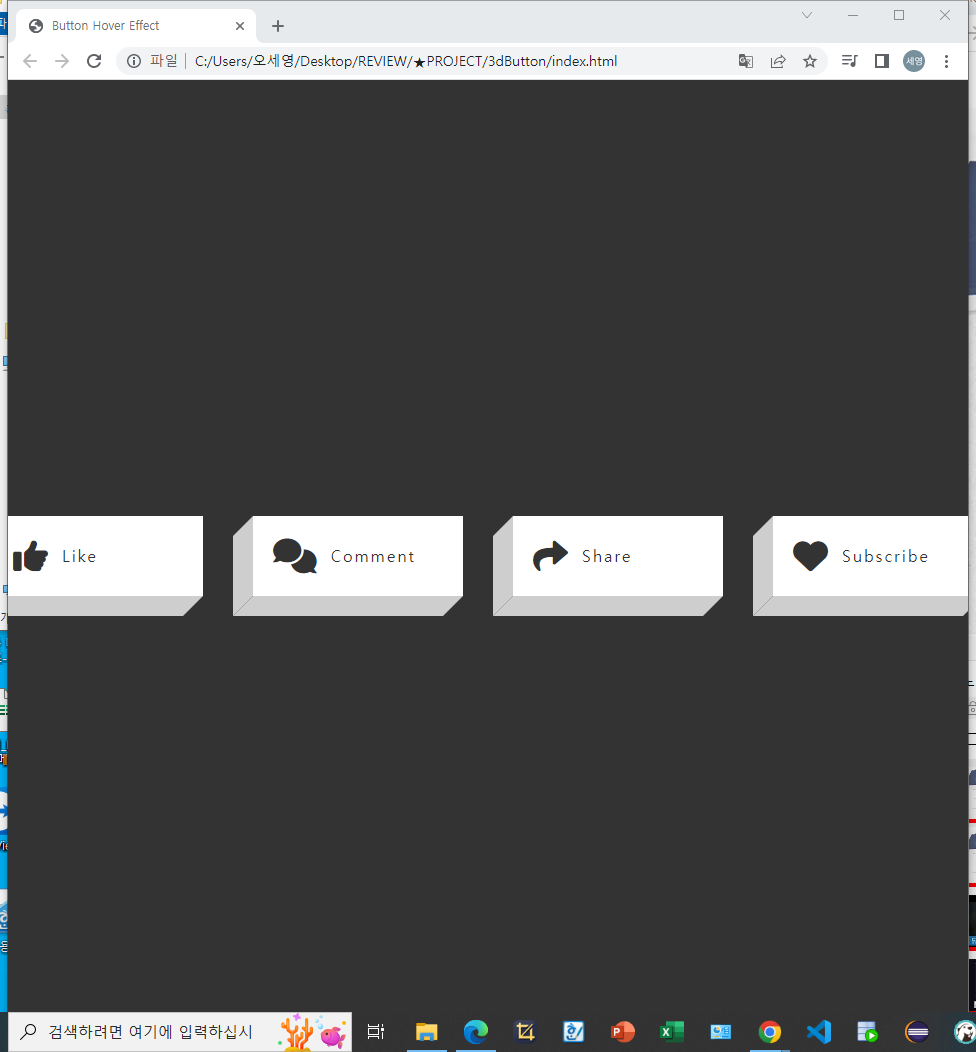 Button Hover Effect
파일 | C:/Users/오세영/Desktop/REVIEW/★PROJECT/3dButton/index.html
세영
Like
Comment
Share
Subscribe
검색하려면 여기에 입력하십시